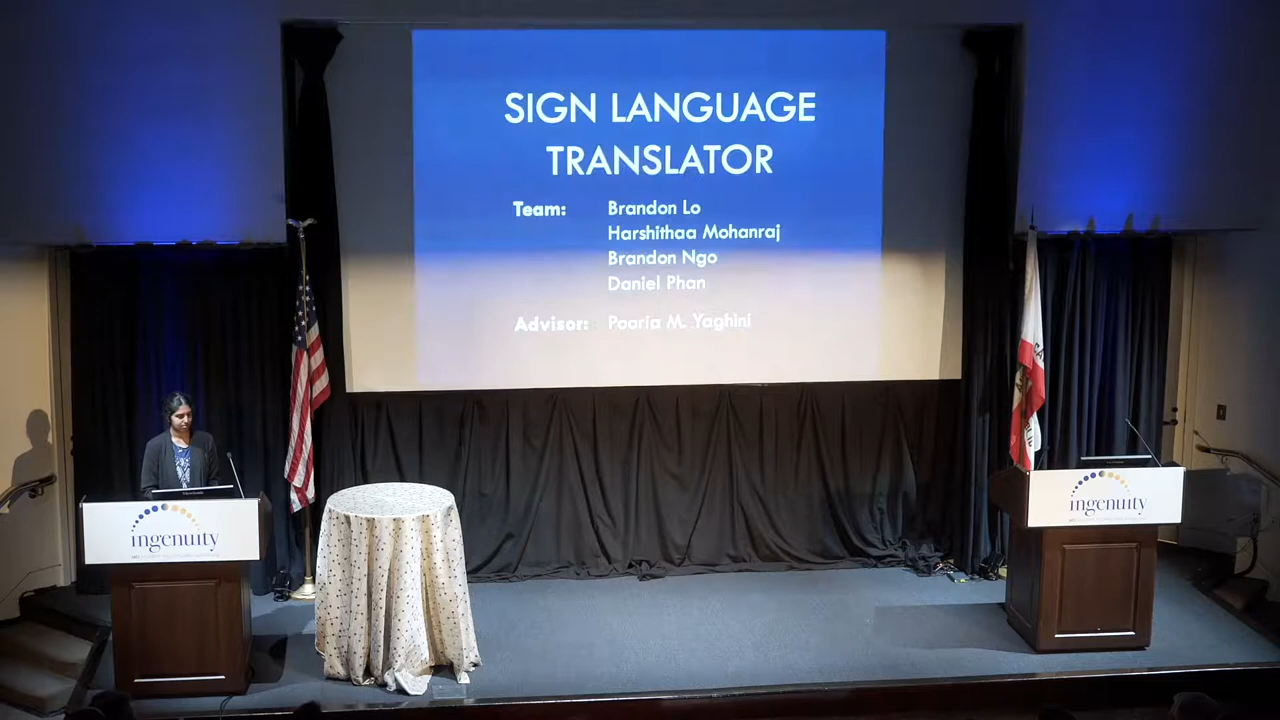 SIGN LANGUAGE
TRANSLATOR
Team: Brandon Lo
Harshithaa Mohanraj
Brandon Ngo
Daniel Phan
Advisor: Pooria M. Yaghini
ingenuity
ingenuity